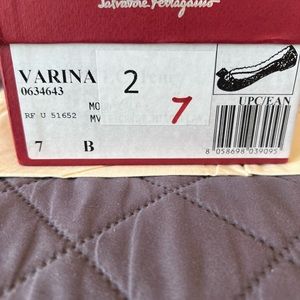 Salvatore Ferragamo
VARINA
0634643
2
MO
7
RF U 51652
MV
UPC/EAN
7 B
8 058698 039095